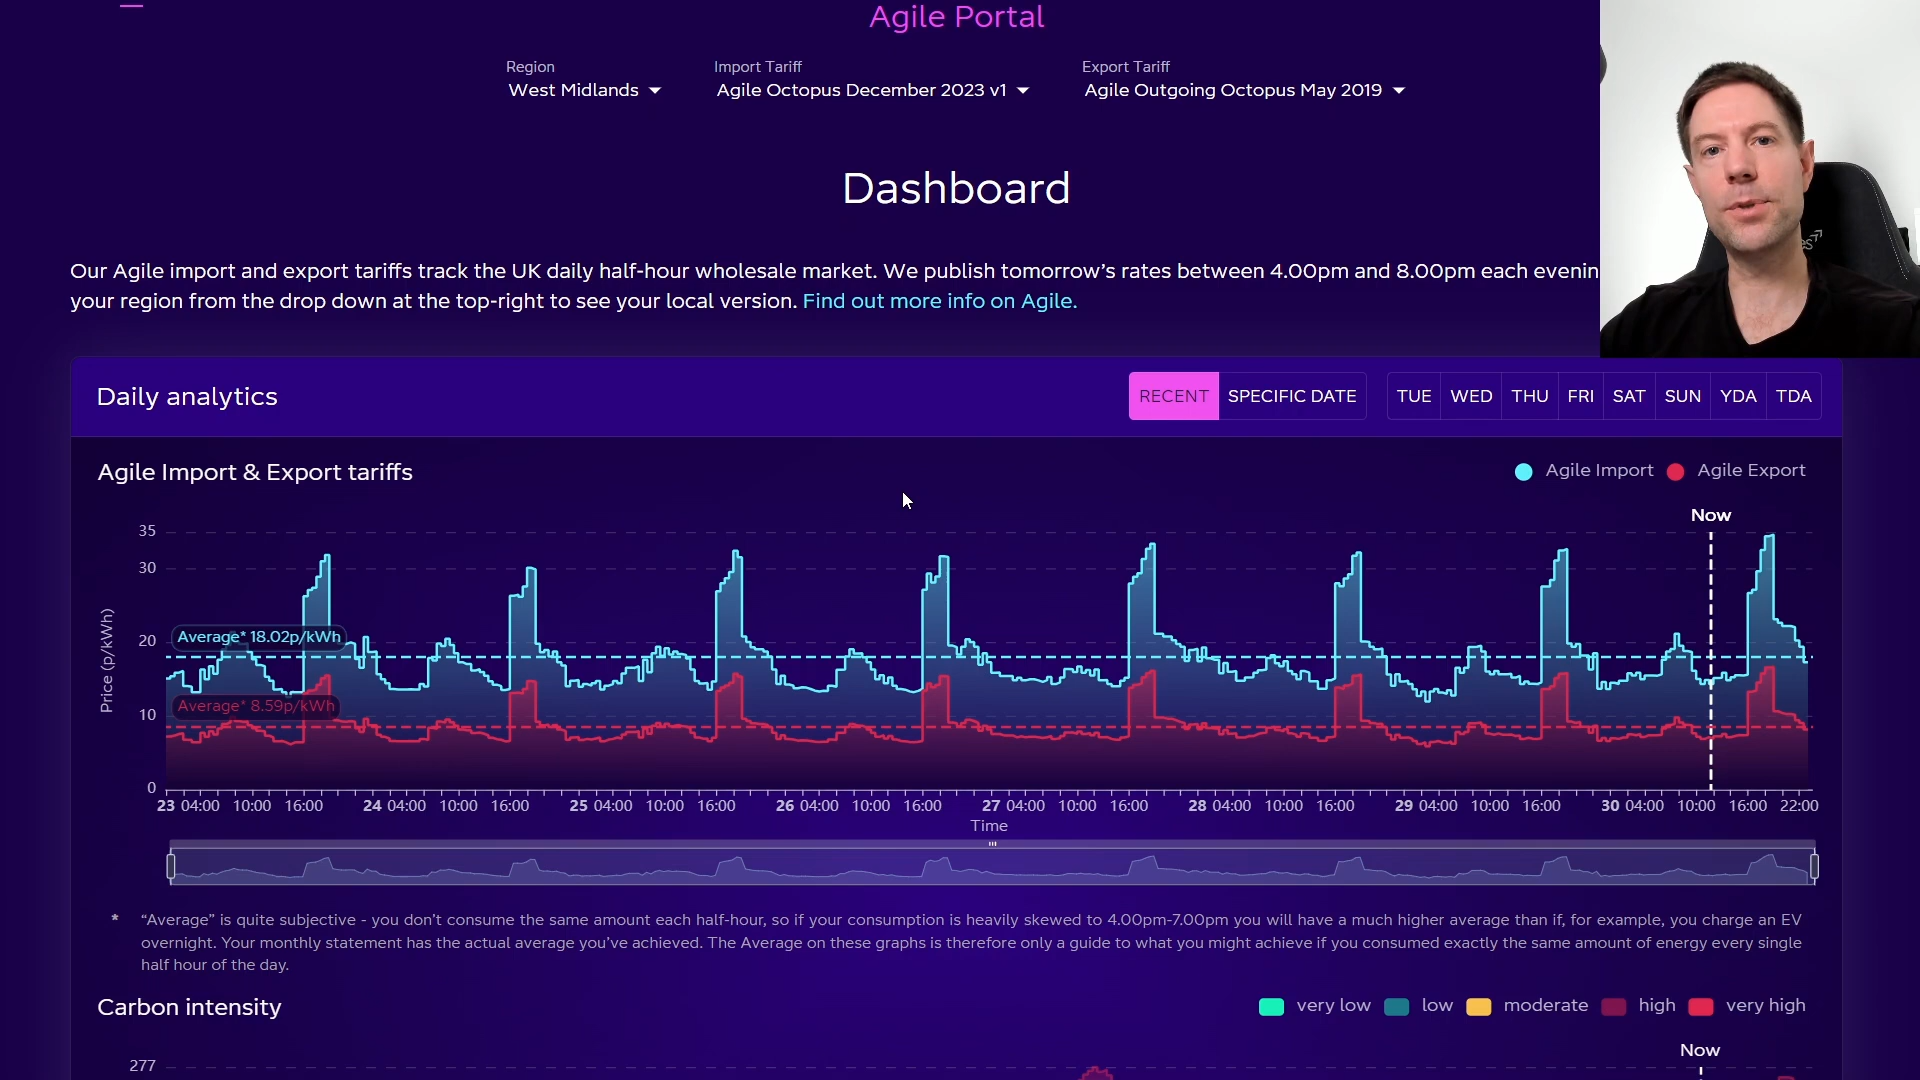 Agile Portal
Region
West Midlands
Import Tariff
Agile Octopus December 2023 v1
Export Tariff
Agile Outgoing Octopus May 2019
Dashboard
Our Agile import and export tariffs track the UK daily half-hour wholesale market. We publish tomorrow's rates between 4.00pm and 8.00pm each
your region from the drop down at the top-right to see your local version. Find out more info on Agile.
Daily analytics
RECENT SPECIFIC DATE TUE WED THU FRI SAT SUN YDA TDA
Agile Import & Export tariffs
Agile Import Agile Export
Now
35
30
20
10
0
Price (p/kWh)
Average* 18.02p/kWh
Average* 8.59p/kWh
23 04:00 10:00 16:00 24 04:00 10:00 16:00 25 04:00 10:00 16:00 26 04:00 10:00 16:00 27 04:00 10:00 16:00 28 04:00 10:00 16:00 29 04:00 10:00 16:00 30 04:00 10:00 16:00 22:00
Time
* “Average” is quite subjective - you don’t consume the same amount each half-hour, so if your consumption is heavily skewed to 4.00pm-7.00pm you will have a much higher average than if, for example, you charge an EV
overnight. Your monthly statement has the actual average you’ve achieved. The Average on these graphs is therefore only a guide to what you might achieve if you consumed exactly the same amount of energy every single
half hour of the day.
Carbon intensity
very low low moderate high very high
Now
277